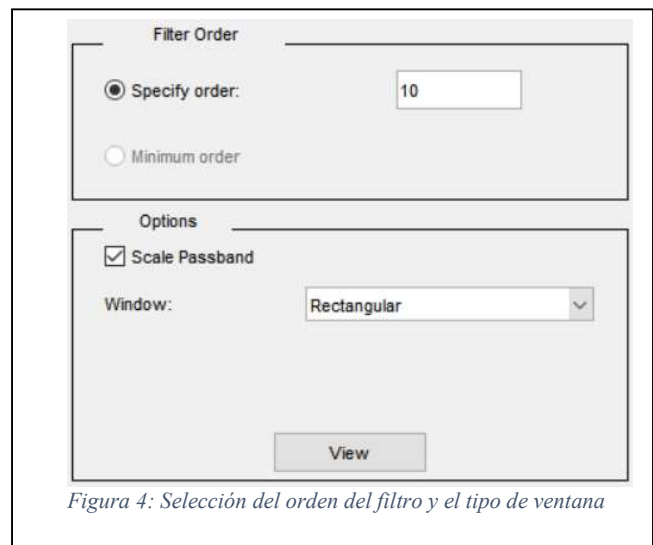 Filter Order
Specify order: 10
Minimum order
Options
Scale Passband
Window: Rectangular
View
Figura 4: Selección del orden del filtro y el tipo de ventana